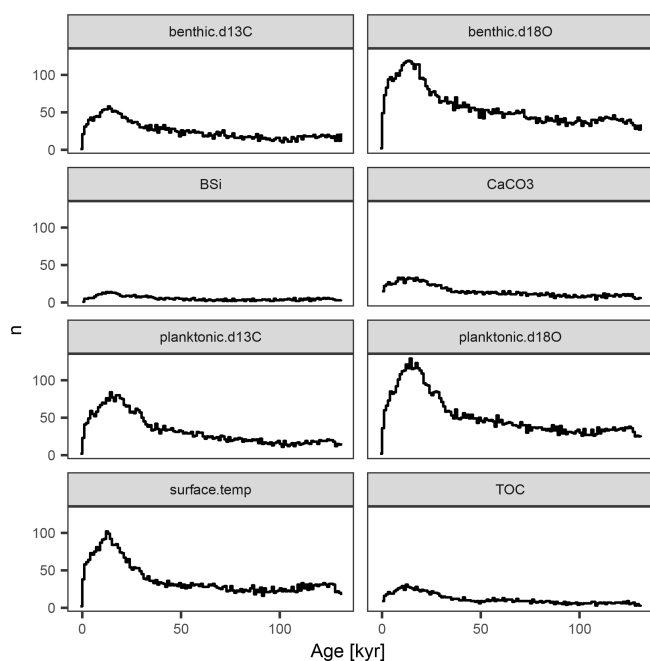 benthic.d13C benthic.d18O
100
50
0
BSi CaCO3
100
50
0
n
planktonic.d13C planktonic.d18O
100
50
0
surface.temp TOC
100
50
0
0 50 100 0 50 100
Age [kyr]